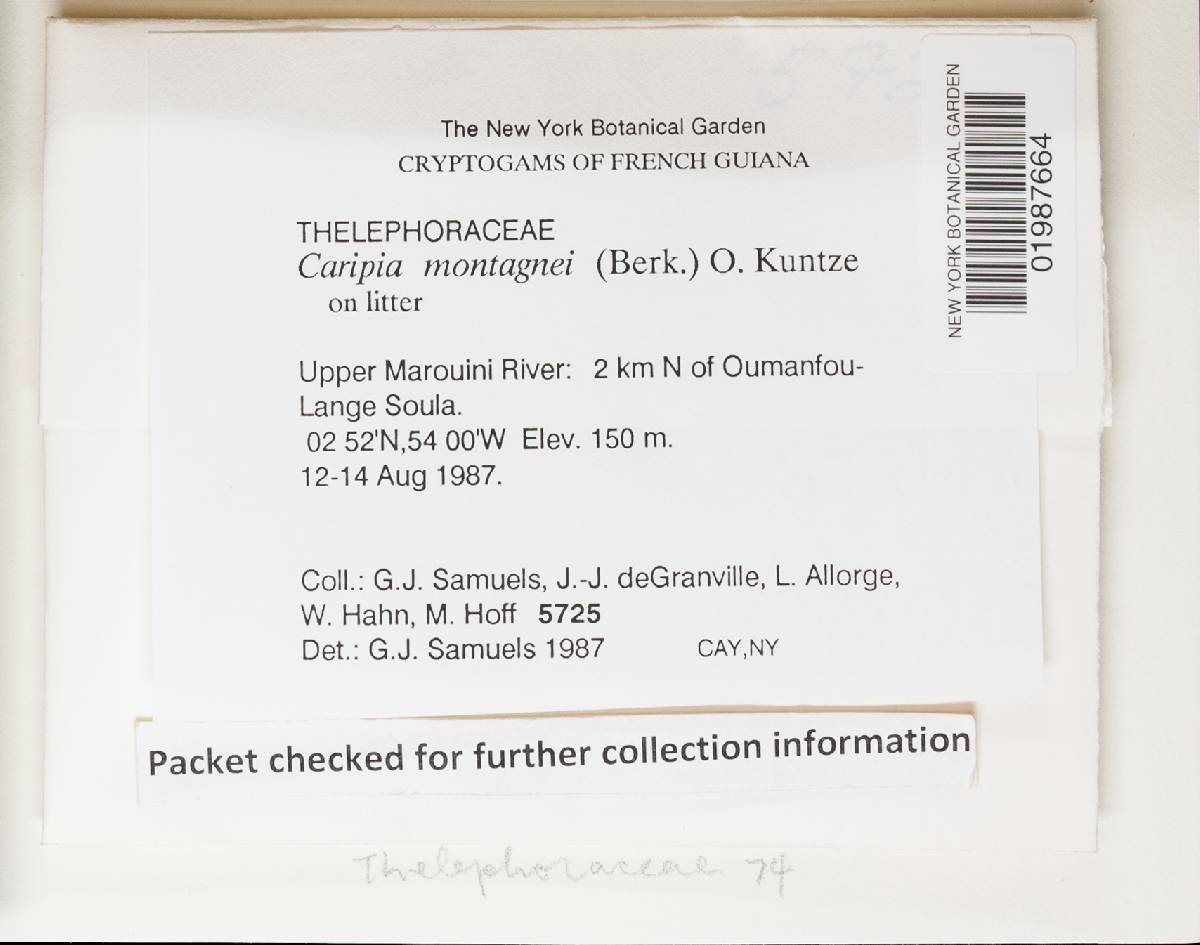 The New York Botanical Garden
CRYPTOGAMS OF FRENCH GUIANA
THELEPHORACEAE
Caripia montagnei (Berk.) O. Kuntze
on litter
Upper Marouini River: 2 km N of Oumanfou-
Lange Soula.
02 52'N,54 00'W Elev. 150 m.
12-14 Aug 1987.
Coll.: G.J. Samuels, J.-J. deGranville, L. Allorge,
W. Hahn, M. Hoff 5725
Det.: G.J. Samuels 1987 CAY,NY
NEW YORK BOTANICAL GARDEN
01987664
Packet checked for further collection information
Thelephoraceae 74